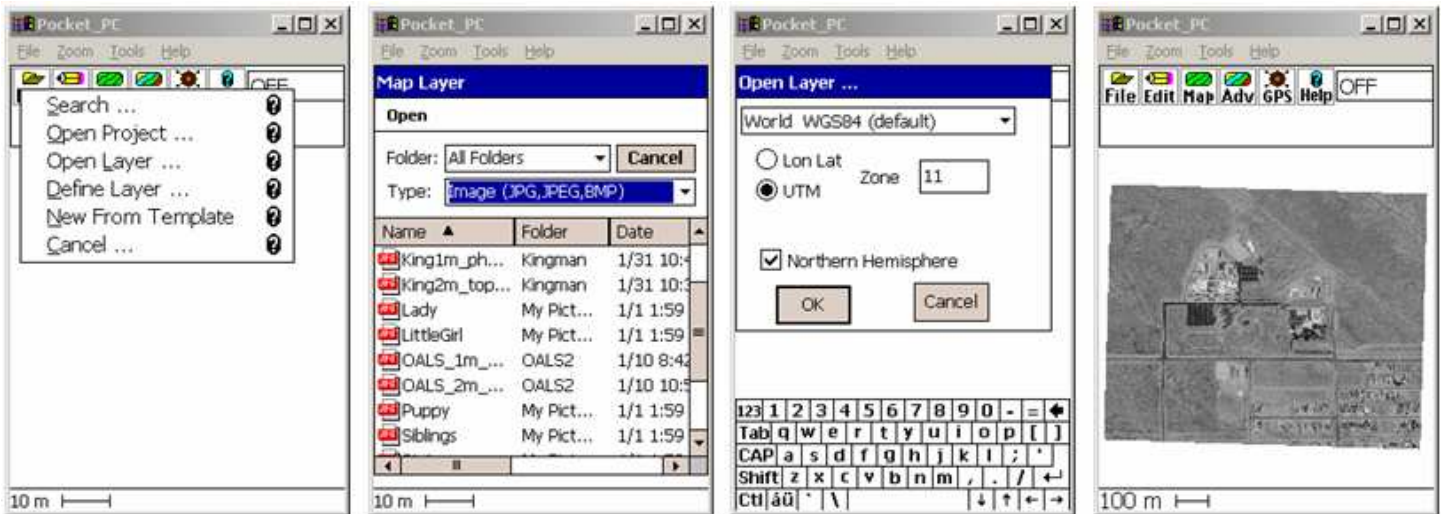 Pocket_PC
File Zoom Tools Help
OFF
Search ...
Open Project ...
Open Layer ...
Define Layer ...
New From Template
Cancel ...
10 m
Pocket_PC
File Zoom Tools Help
Map Layer
Open
Folder: All Folders Cancel
Type: Image (JPG,JPEG,BMP)
Name Folder Date
King1m_ph... Kingman 1/31 10:4
King2m_top... Kingman 1/31 10:3
Lady My Pict... 1/1 1:59
LittleGirl My Pict... 1/1 1:59
OALS_1m_... OALS2 1/10 8:42
OALS_2m_... OALS2 1/10 10:5
Puppy My Pict... 1/1 1:59
Siblings My Pict... 1/1 1:59
10 m
Pocket_PC
File Zoom Tools Help
Open Layer ...
World WGS84 (default)
Lon Lat
UTM
Zone 11
Northern Hemisphere
OK Cancel
123 1 2 3 4 5 6 7 8 9 0 - =
Tab q w e r t y u i o p [ ]
CAP a s d f g h j k l ; '
Shift z x c v b n m , . /
Ctl áü ` \
Pocket_PC
File Zoom Tools Help
File Edit Map Adv GPS Help OFF
100 m